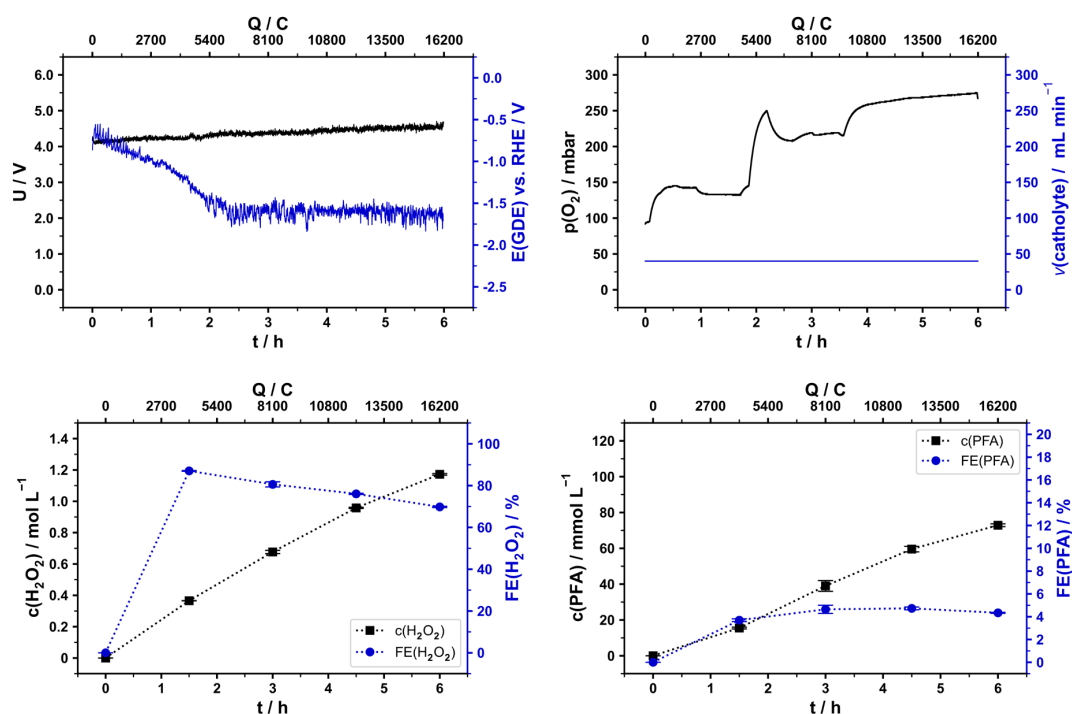 Q / C
0 2700 5400 8100 10800 13500 16200
6.0
5.0
4.0
3.0
2.0
1.0
0.0
U / V
0.0
−0.5
−1.0
−1.5
−2.0
−2.5
E(GDE) vs. RHE / V
0 1 2 3 4 5 6
t / h
Q / C
0 2700 5400 8100 10800 13500 16200
300
250
200
150
100
50
0
p(O₂) / mbar
300
250
200
150
100
50
0
v(catholyte) / mL min⁻¹
0 1 2 3 4 5 6
t / h
Q / C
0 2700 5400 8100 10800 13500 16200
1.4
1.2
1.0
0.8
0.6
0.4
0.2
0
c(H₂O₂) / mol L⁻¹
100
80
60
40
20
0
FE(H₂O₂) / %
c(H₂O₂)
FE(H₂O₂)
0 1 2 3 4 5 6
t / h
Q / C
0 2700 5400 8100 10800 13500 16200
120
100
80
60
40
20
0
c(PFA) / mmol L⁻¹
20
18
16
14
12
10
8
6
4
2
0
FE(PFA) / %
c(PFA)
FE(PFA)
0 1 2 3 4 5 6
t / h